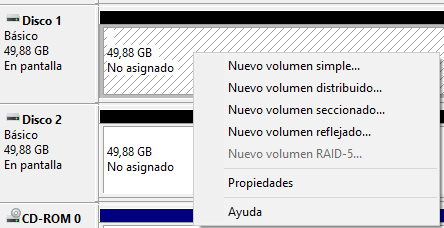 Disco 1
Básico
49,88 GB
En pantalla
49,88 GB
No asignado
Nuevo volumen simple...
Nuevo volumen distribuido...
Nuevo volumen seccionado...
Nuevo volumen reflejado...
Nuevo volumen RAID-5...
Propiedades
Ayuda
Disco 2
Básico
49,88 GB
En pantalla
49,88 GB
No asignado
CD-ROM 0